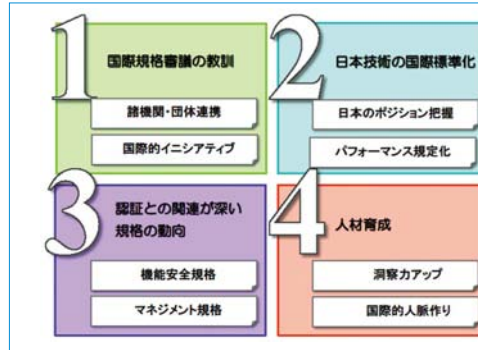 1
国際規格審議の教訓
諸機関・団体連携
国際的イニシアティブ
2
日本技術の国際標準化
日本のポジション把握
パフォーマンス規定化
3
認証との関連が深い
規格の動向
機能安全規格
マネジメント規格
4
人材育成
洞察力アップ
国際的人脈作り